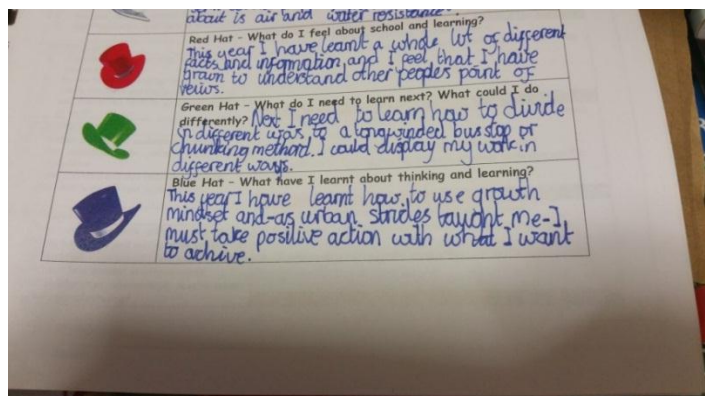 about is air and water resistance.
Red Hat - What do I feel about school and learning?
This year I have learnt a whole lot of different
facts and information and I feel that I have
grown to understand other peoples point of
veiws.
Green Hat - What do I need to learn next? What could I do
differently? Next I need to learn how to divide
in different ways to a longwinded bus stop or
chunking method. I could display my work in
different ways.
Blue Hat - What have I learnt about thinking and learning?
This year I have learnt how to use growth
mindset and-as urban strides taught me-I
must take positive action with what I want
to achive.